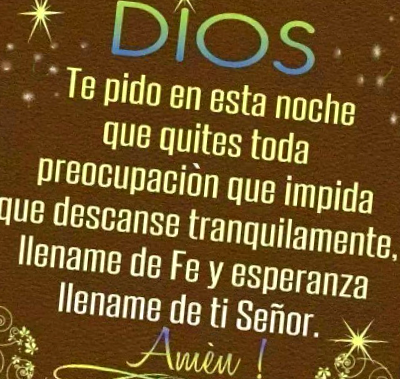 DIOS
Te pido en esta noche
que quites toda
preocupaciòn que impida
que descanse tranquilamente,
llename de Fe y esperanza
llename de ti Señor.
Amèn !